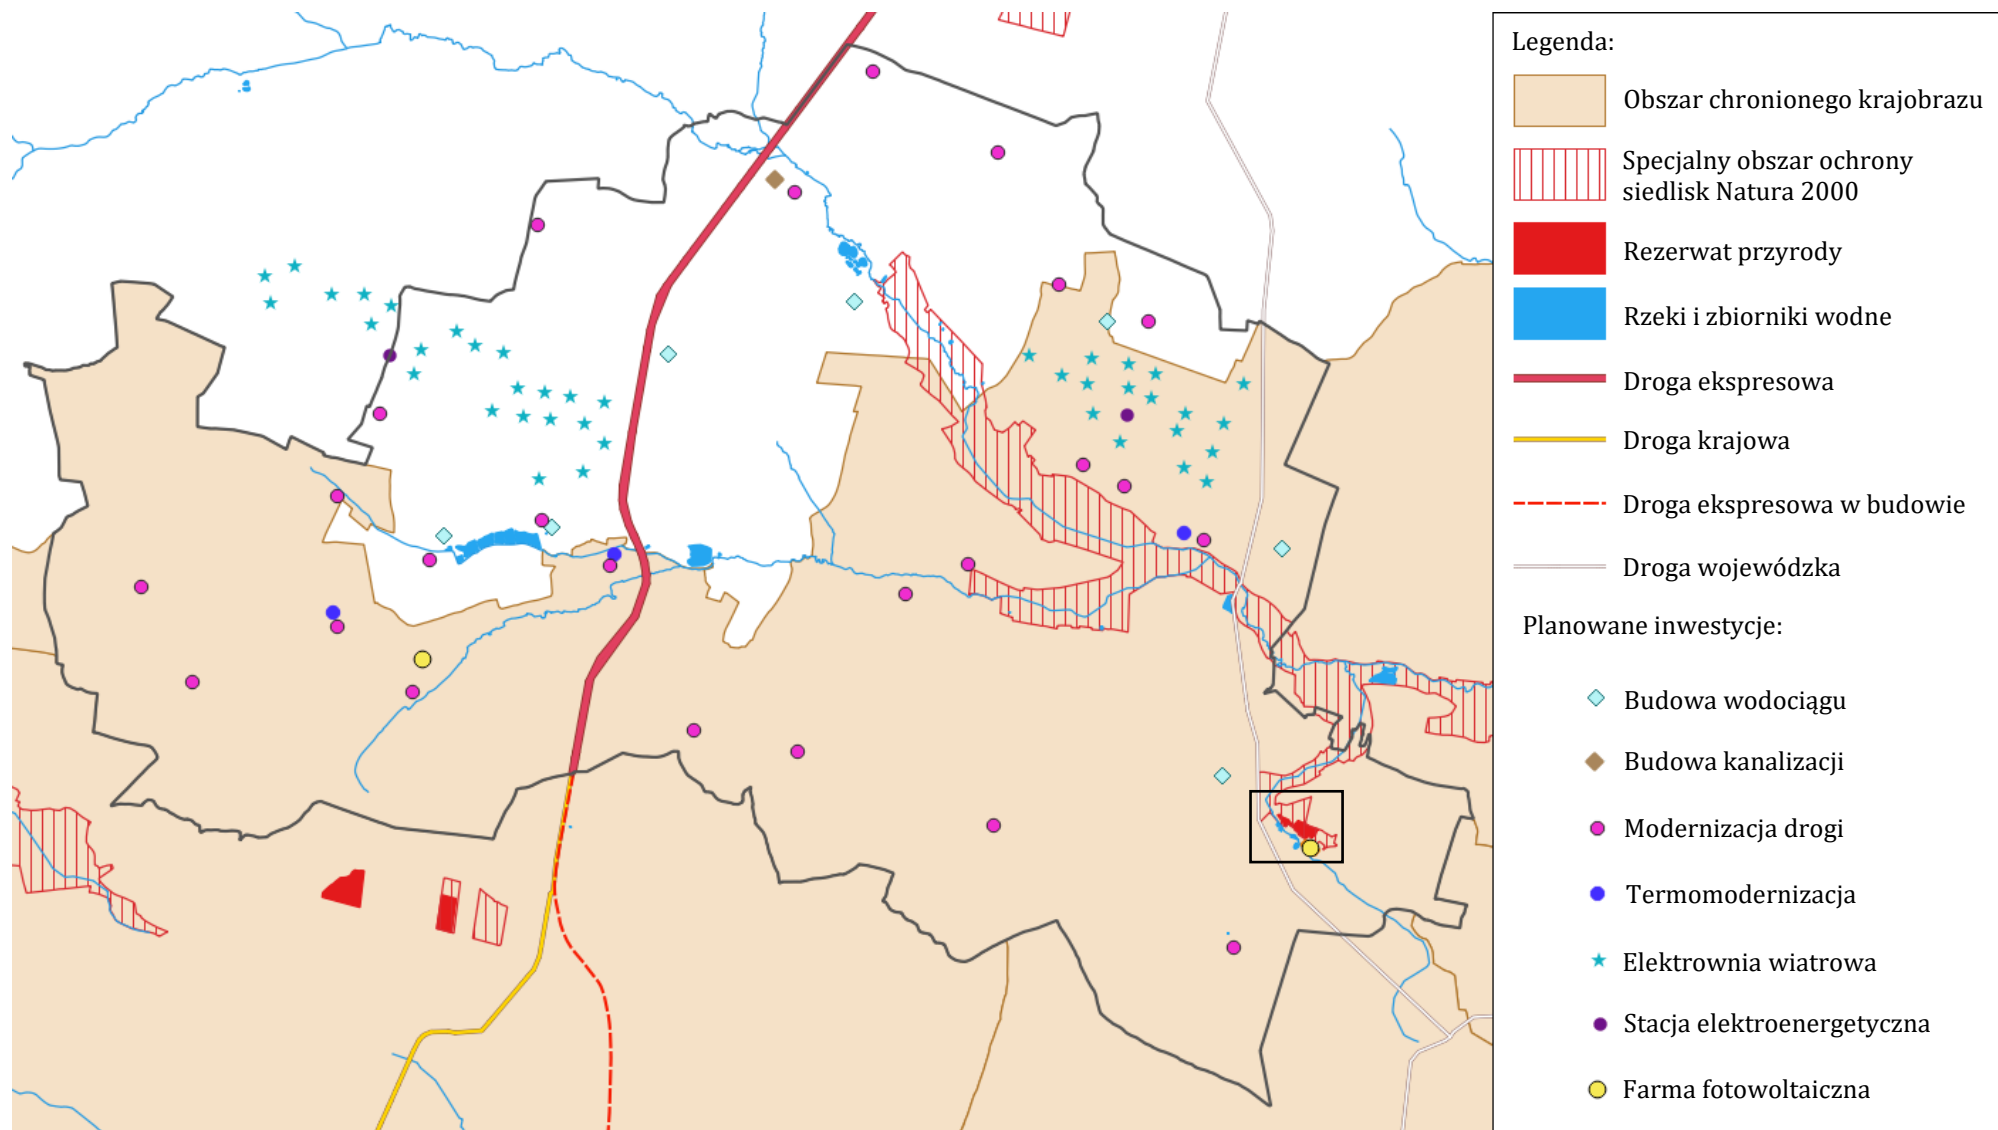 Legenda:
Obszar chronionego krajobrazu
Specjalny obszar ochrony
siedlisk Natura 2000
Rezerwat przyrody
Rzeki i zbiorniki wodne
Droga ekspresowa
Droga krajowa
Droga ekspresowa w budowie
Droga wojewódzka
Planowane inwestycje:
Budowa wodociągu
Budowa kanalizacji
Modernizacja drogi
Termomodernizacja
Elektrownia wiatrowa
Stacja elektroenergetyczna
Farma fotowoltaiczna